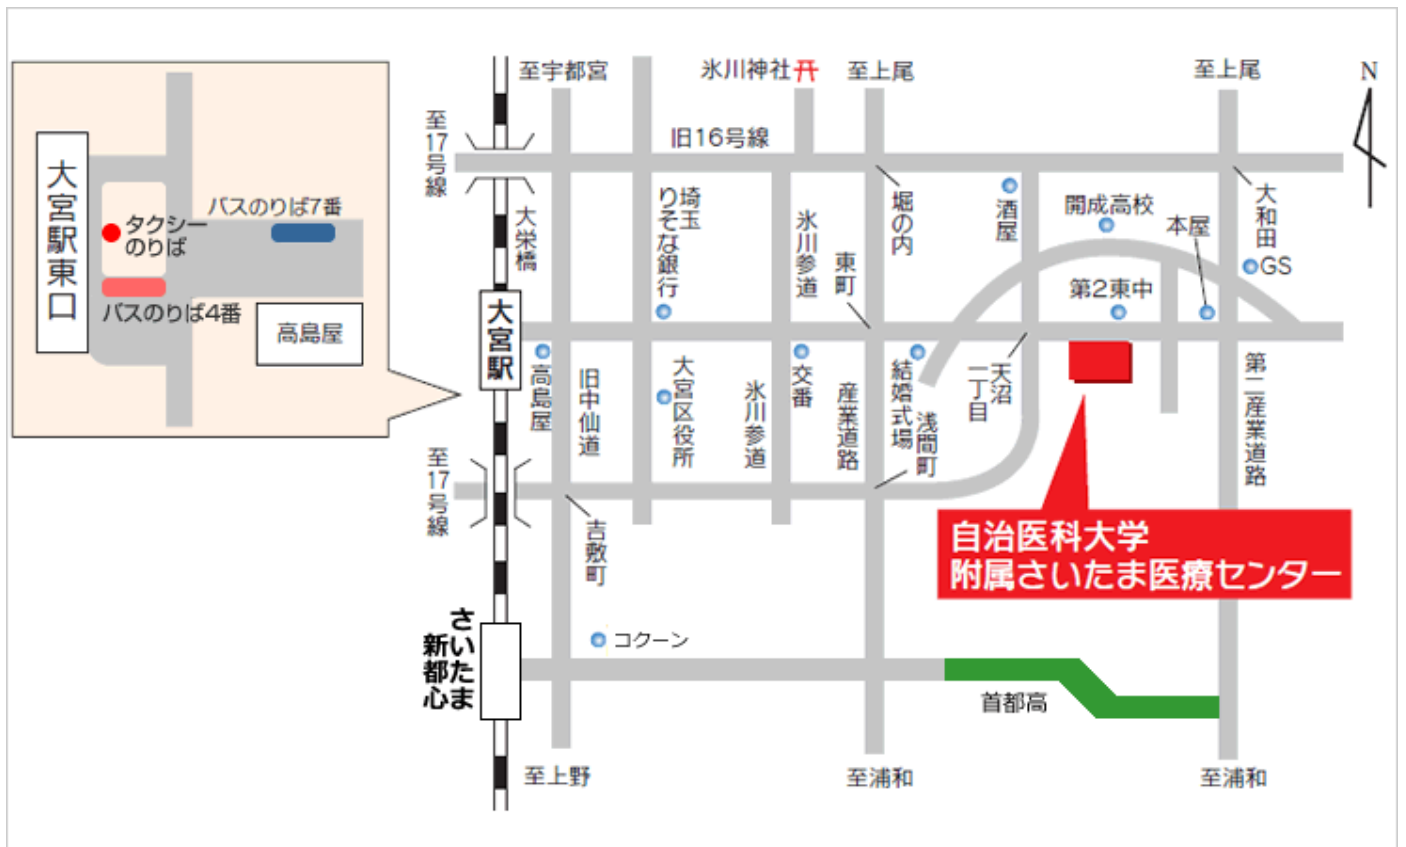 大宮駅東口
タクシー
のりば
バスのりば7番
バスのりば4番
高島屋
至宇都宮
氷川神社
至上尾
至上尾
N
至17号線
旧16号線
大栄橋
埼玉
りそな銀行
氷川参道
東町
堀の内
酒屋
開成高校
本屋
大和田
GS
第2東中
大宮駅
高島屋
旧中仙道
大宮区役所
氷川参道
交番
産業道路
結婚式場
浅間町
天沼
一丁目
第二産業道路
至17号線
吉敷町
自治医科大学
附属さいたま医療センター
さいたま
新都心
コクーン
首都高
至上野
至浦和
至浦和